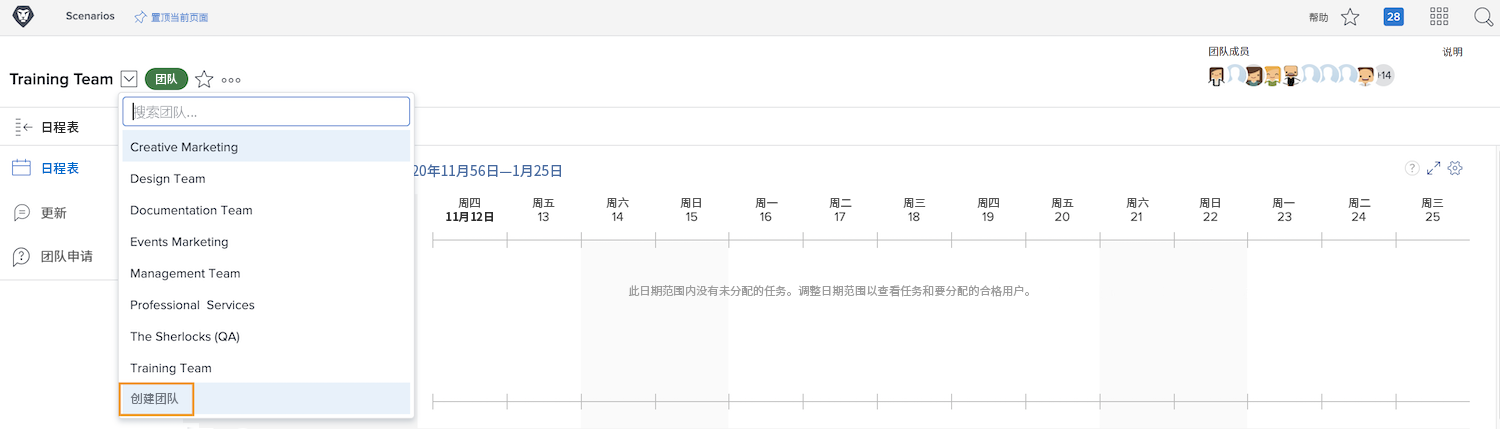 Scenarios 置顶当前页面 帮助 28
团队成员 说明
Training Team 团队 +14
搜索团队...
Creative Marketing
Design Team
Documentation Team
Events Marketing
Management Team
Professional Services
The Sherlocks (QA)
Training Team
创建团队
日程表
日程表
更新
团队申请
20年11月56日—1月25日 ?
周四 周五 周六 周日 周一 周二 周三 周四 周五 周六 周日 周一 周二 周三
11月12日 13 14 15 16 17 18 19 20 21 22 23 24 25
此日期范围内没有未分配的任务。调整日期范围以查看任务和要分配的合格用户。